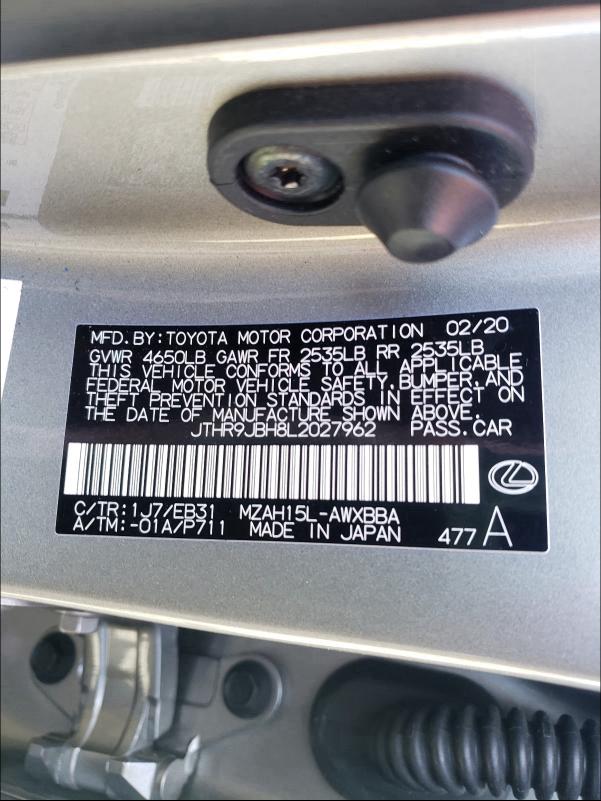 MFD. BY: TOYOTA MOTOR CORPORATION 02/20
GVWR 4650LB GAWR FR 2535LB RR 2535LB
THIS VEHICLE CONFORMS TO ALL APPLICABLE
FEDERAL MOTOR VEHICLE SAFETY, BUMPER, AND
THEFT PREVENTION STANDARDS IN EFFECT ON
THE DATE OF MANUFACTURE SHOWN ABOVE.
JTHR9JBH8L2027962 PASS. CAR
C/TR: 1J7/EB31 MZAH15L-AWXBBA
A/TM: -01A/P711 MADE IN JAPAN 477 A